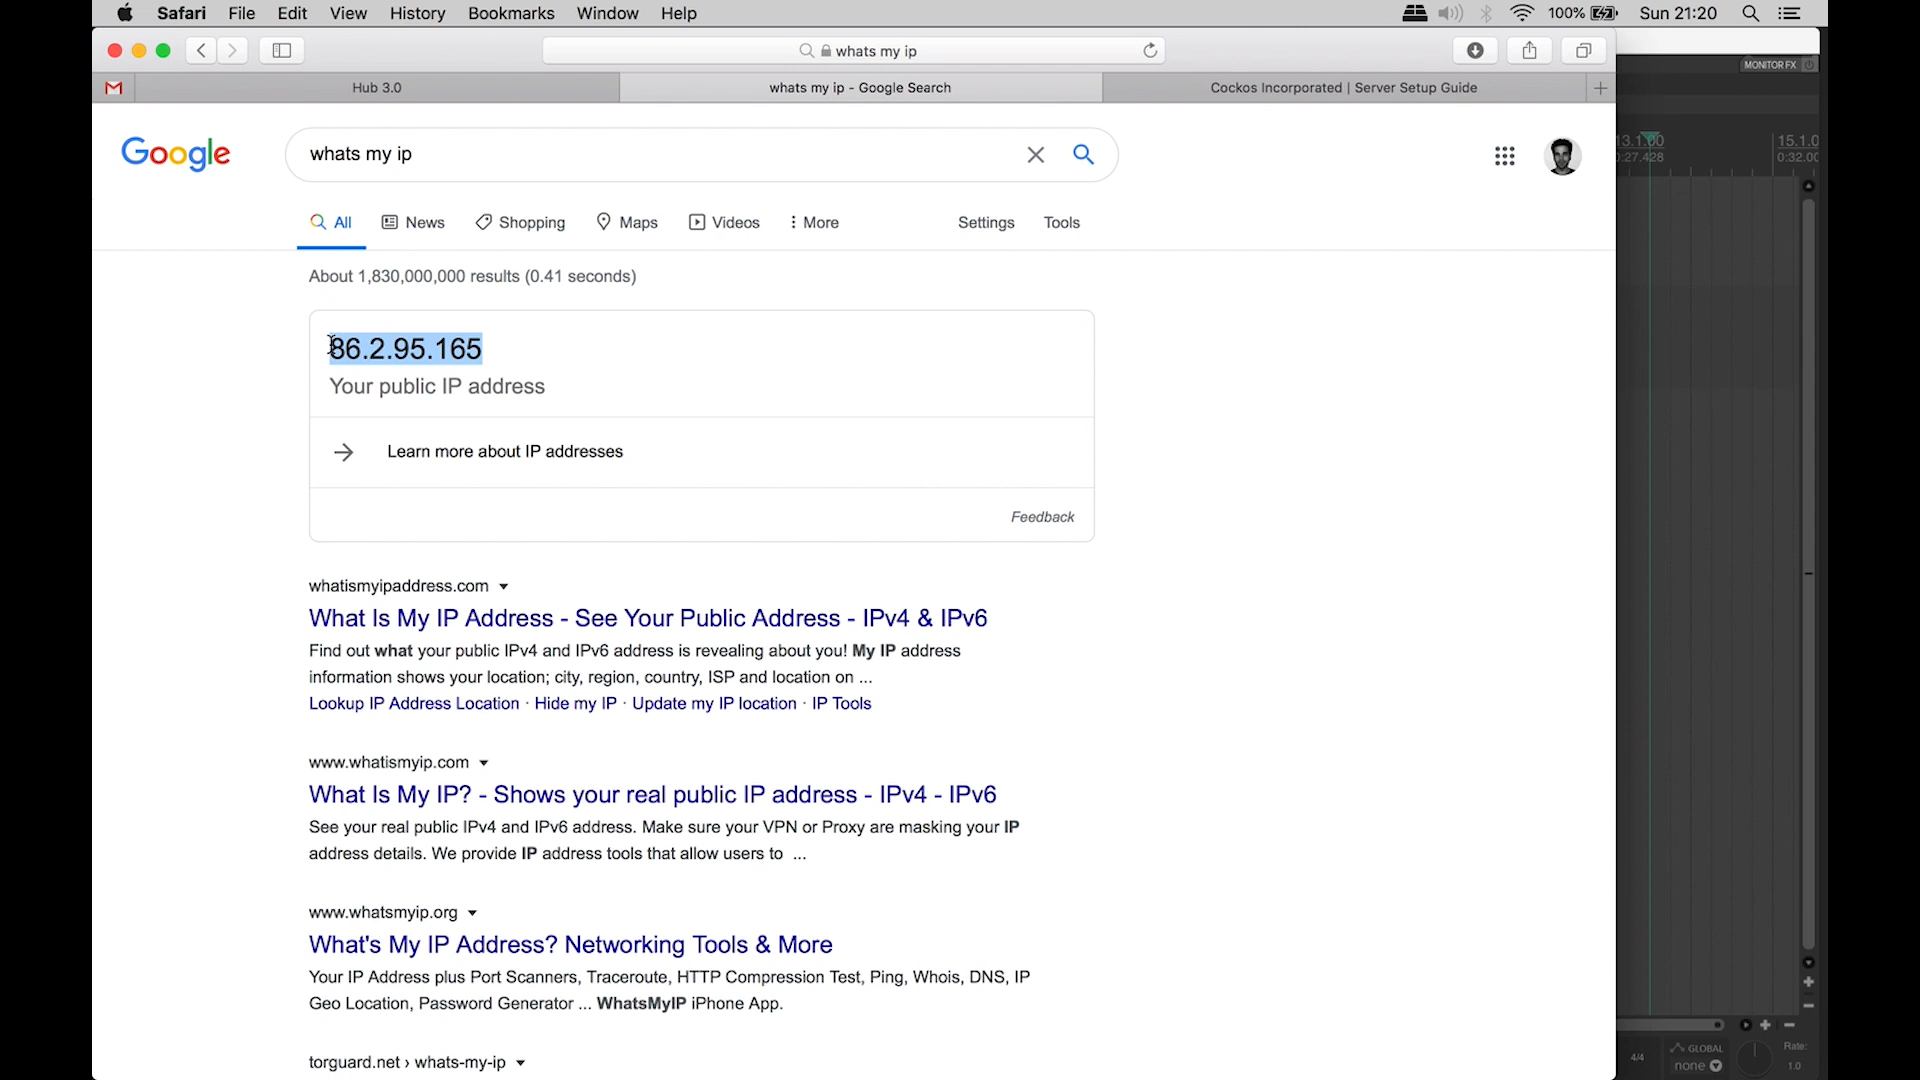 Safari File Edit View History Bookmarks Window Help 100% Sun 21:20
whats my ip
MONITOR FX
Hub 3.0 whats my ip - Google Search Cockos Incorporated | Server Setup Guide
Google whats my ip
13.1.00 15.1.0
0:27.428 0:32.00
All News Shopping Maps Videos More Settings Tools
About 1,830,000,000 results (0.41 seconds)
86.2.95.165
Your public IP address
Learn more about IP addresses
Feedback
whatismyipaddress.com
What Is My IP Address - See Your Public Address - IPv4 & IPv6
Find out what your public IPv4 and IPv6 address is revealing about you! My IP address
information shows your location; city, region, country, ISP and location on ...
Lookup IP Address Location · Hide my IP · Update my IP location · IP Tools
www.whatismyip.com
What Is My IP? - Shows your real public IP address - IPv4 - IPv6
See your real public IPv4 and IPv6 address. Make sure your VPN or Proxy are masking your IP
address details. We provide IP address tools that allow users to ...
www.whatsmyip.org
What's My IP Address? Networking Tools & More
Your IP Address plus Port Scanners, Traceroute, HTTP Compression Test, Ping, Whois, DNS, IP
Geo Location, Password Generator ... WhatsMyIP iPhone App.
torguard.net › whats-my-ip
4/4 GLOBAL Rate:
none 1.0